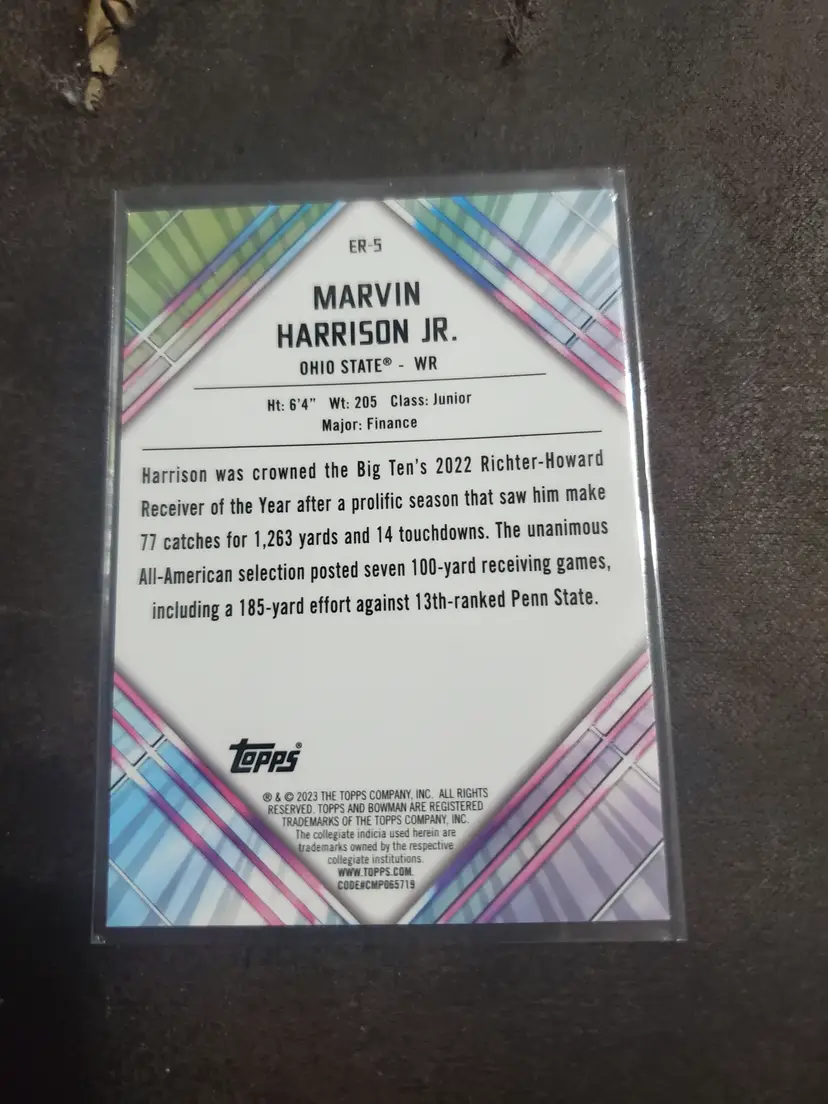 ER-5
MARVIN
HARRISON JR.
OHIO STATE® - WR
Ht: 6'4" Wt: 205 Class: Junior
Major: Finance
Harrison was crowned the Big Ten's 2022 Richter-Howard
Receiver of the Year after a prolific season that saw him make
77 catches for 1,263 yards and 14 touchdowns. The unanimous
All-American selection posted seven 100-yard receiving games,
including a 185-yard effort against 13th-ranked Penn State.
topps®
® & © 2023 THE TOPPS COMPANY, INC. ALL RIGHTS
RESERVED. TOPPS AND BOWMAN ARE REGISTERED
TRADEMARKS OF THE TOPPS COMPANY, INC.
The collegiate indicia used herein are
trademarks owned by the respective
collegiate institutions.
WWW.TOPPS.COM.
CODE#CMP065719